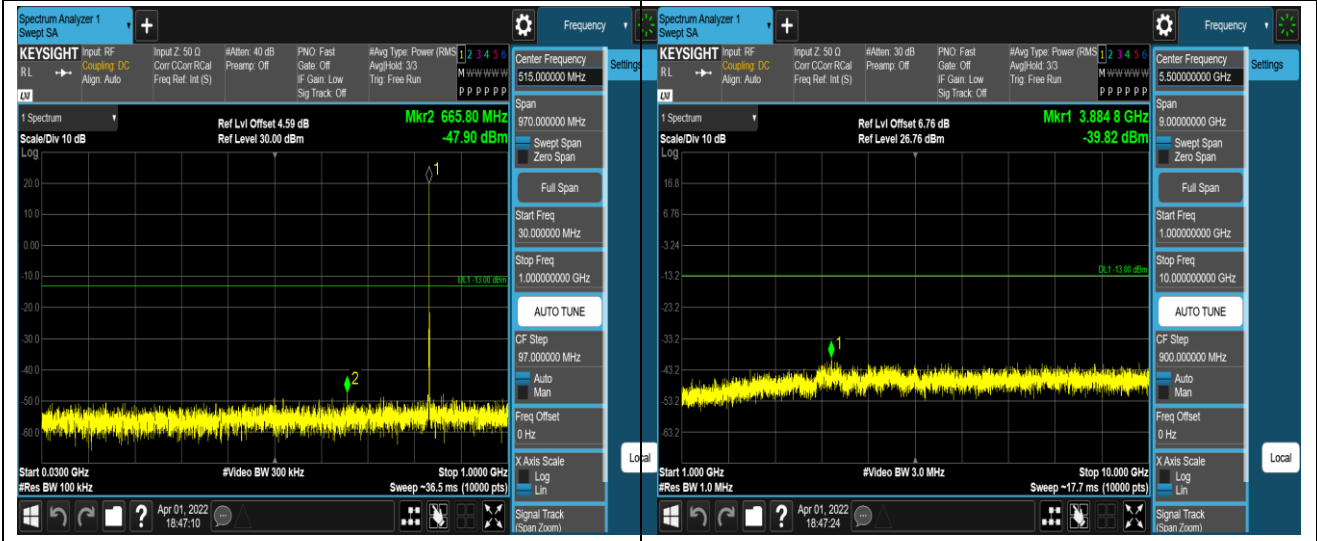 Spectrum Analyzer 1
Swept SA
Frequency
KEYSIGHT
RL
LXI
Input: RF
Coupling: DC
Align: Auto
Input Z: 50 Ω
Corr CCorr RCal
Freq Ref: Int (S)
#Atten: 40 dB
Preamp: Off
PNO: Fast
Gate: Off
IF Gain: Low
Sig Track: Off
#Avg Type: Power (RMS
Avg|Hold: 3/3
Trig: Free Run
1 2 3 4 5 6
M W W W W W
P P P P P P
Center Frequency
515.000000 MHz
Settings
1 Spectrum
Scale/Div 10 dB
Log
Ref Lvl Offset 4.59 dB
Ref Level 30.00 dBm
Mkr2 665.80 MHz
-47.90 dBm
Span
970.000000 MHz
Swept Span
Zero Span
Full Span
Start Freq
30.000000 MHz
Stop Freq
1.000000000 GHz
AUTO TUNE
CF Step
97.000000 MHz
Auto
Man
Freq Offset
0 Hz
X Axis Scale
Log
Lin
Local
Signal Track
(Span Zoom)
20.0
10.0
0.00
-10.0
-20.0
-30.0
-40.0
-50.0
-60.0
1
2
DL1 -13.00 dBm
Start 0.0300 GHz
#Res BW 100 kHz
#Video BW 300 kHz
Stop 1.0000 GHz
Sweep ~36.5 ms (10000 pts)
Apr 01, 2022
18:47:10
Spectrum Analyzer 1
Swept SA
Frequency
KEYSIGHT
RL
LXI
Input: RF
Coupling: DC
Align: Auto
Input Z: 50 Ω
Corr CCorr RCal
Freq Ref: Int (S)
#Atten: 30 dB
Preamp: Off
PNO: Fast
Gate: Off
IF Gain: Low
Sig Track: Off
#Avg Type: Power (RMS
Avg|Hold: 3/3
Trig: Free Run
1 2 3 4 5 6
M W W W W W
P P P P P P
Center Frequency
5.500000000 GHz
Settings
1 Spectrum
Scale/Div 10 dB
Log
Ref Lvl Offset 6.76 dB
Ref Level 26.76 dBm
Mkr1 3.884 8 GHz
-39.82 dBm
Span
9.00000000 GHz
Swept Span
Zero Span
Full Span
Start Freq
1.000000000 GHz
Stop Freq
10.000000000 GHz
AUTO TUNE
CF Step
900.000000 MHz
Auto
Man
Freq Offset
0 Hz
X Axis Scale
Log
Lin
Local
Signal Track
(Span Zoom)
16.8
6.76
-3.24
-13.2
-23.2
-33.2
-43.2
-53.2
-63.2
1
DL1 -13.00 dBm
Start 1.000 GHz
#Res BW 1.0 MHz
#Video BW 3.0 MHz
Stop 10.000 GHz
Sweep ~17.7 ms (10000 pts)
Apr 01, 2022
18:47:24